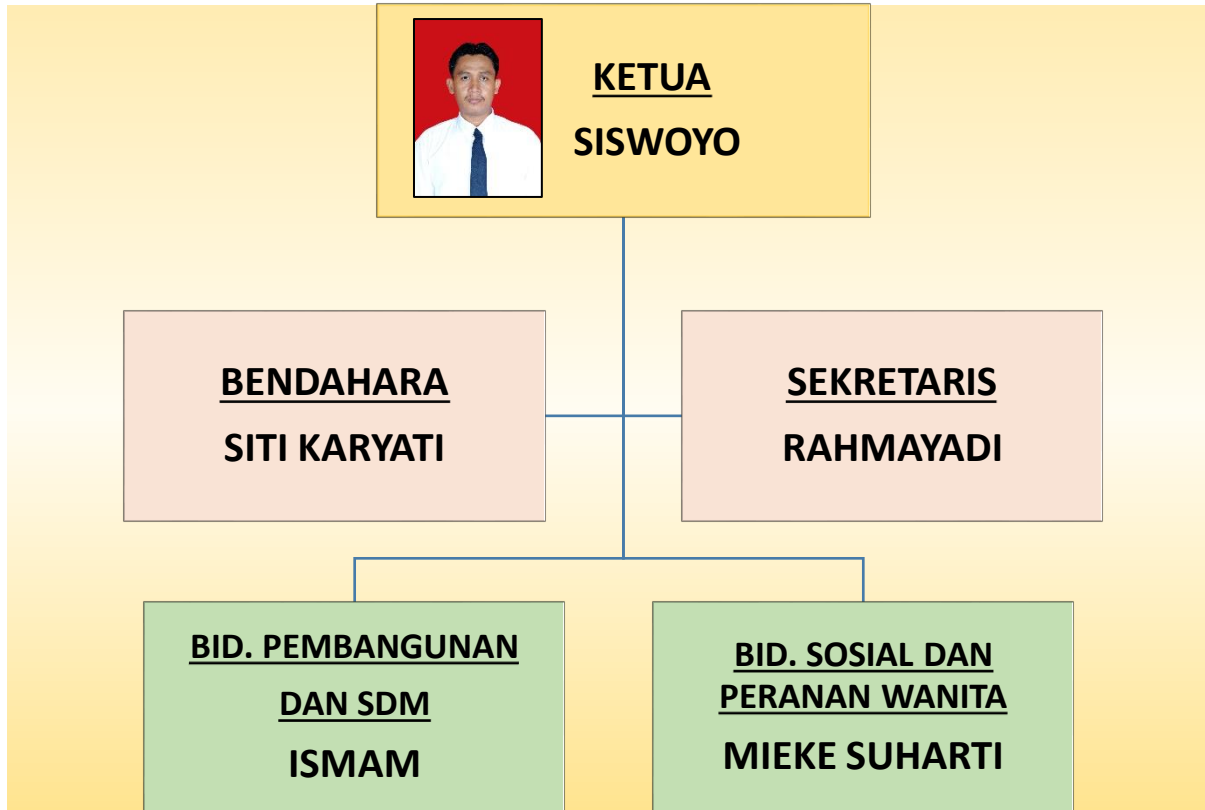 KETUA
SISWOYO
BENDAHARA
SITI KARYATI
SEKRETARIS
RAHMAYADI
BID. PEMBANGUNAN
DAN SDM
ISMAM
BID. SOSIAL DAN
PERANAN WANITA
MIEKE SUHARTI